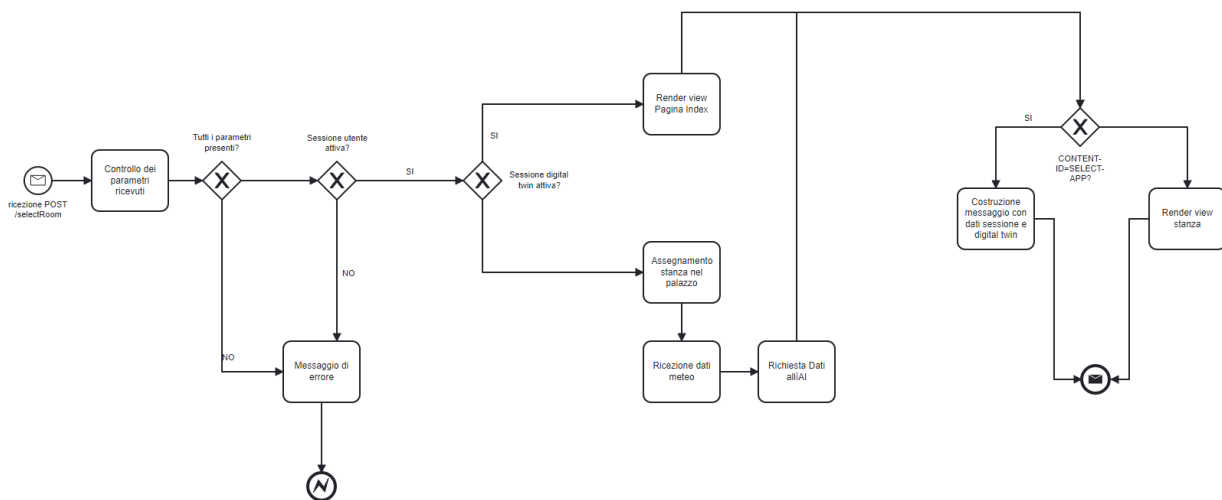 ricezione POST
/selectRoom
Controllo dei
parametri
ricevuti
Tutti i parametri
presenti?
NO
Sessione utente
attiva?
NO
SI
Messaggio di
errore
Sessione digital
twin attiva?
SI
Render view
Pagina Index
Assegnamento
stanza nel
palazzo
Ricezione dati
meteo
Richiesta Dati
all'iAI
SI
CONTENT-
ID=SELECT-
APP?
Costruzione
messaggio con
dati sessione e
digital twin
Render view
stanza